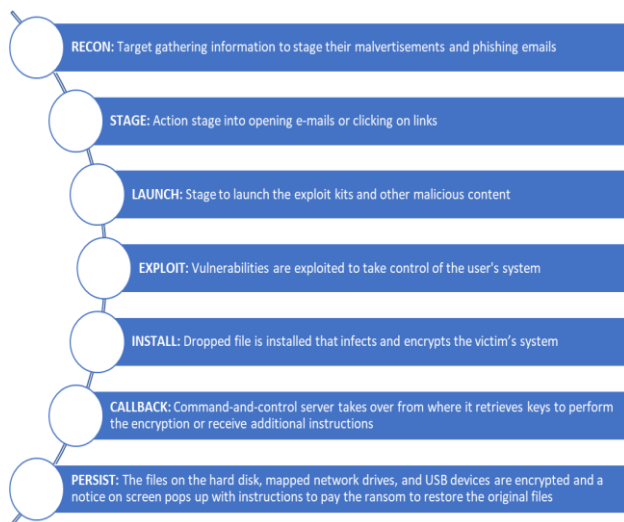 RECON: Target gathering information to stage their malvertisements and phishing emails
STAGE: Action stage into opening e-mails or clicking on links
LAUNCH: Stage to launch the exploit kits and other malicious content
EXPLOIT: Vulnerabilities are exploited to take control of the user's system
INSTALL: Dropped file is installed that infects and encrypts the victim’s system
CALLBACK: Command-and-control server takes over from where it retrieves keys to perform
the encryption or receive additional instructions
PERSIST: The files on the hard disk, mapped network drives, and USB devices are encrypted and a
notice on screen pops up with instructions to pay the ransom to restore the original files